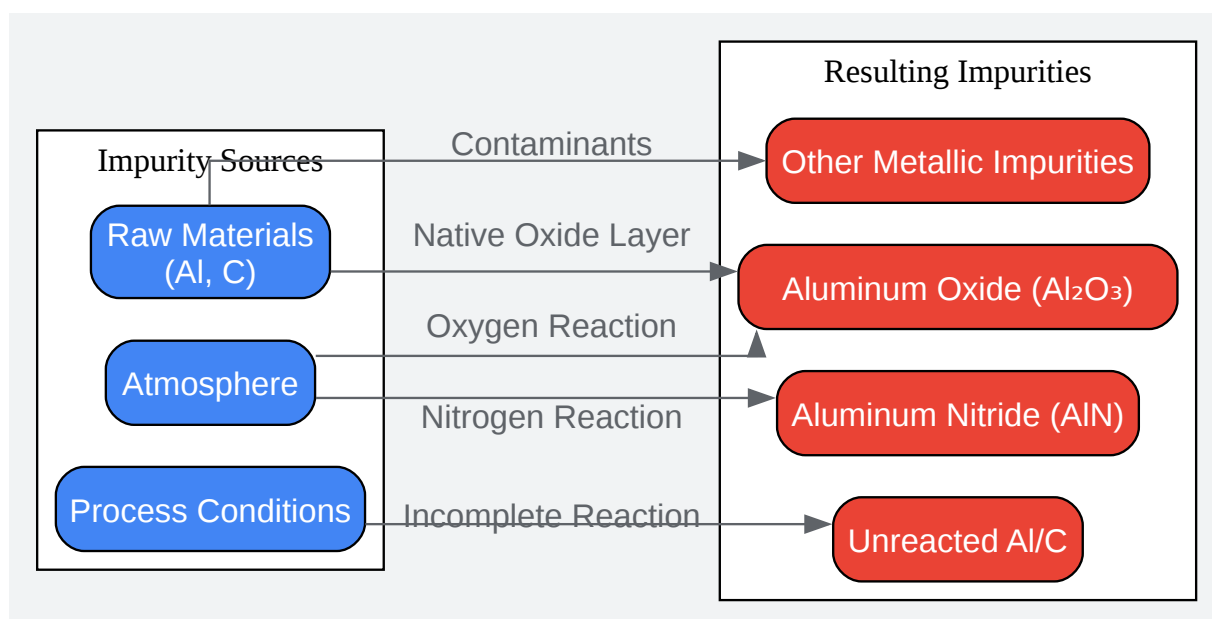 Resulting Impurities
Impurity Sources
Contaminants
Other Metallic Impurities
Raw Materials
(Al, C)
Native Oxide Layer
Aluminum Oxide (Al₂O₃)
Oxygen Reaction
Atmosphere
Nitrogen Reaction
Aluminum Nitride (AlN)
Process Conditions
Incomplete Reaction
Unreacted Al/C